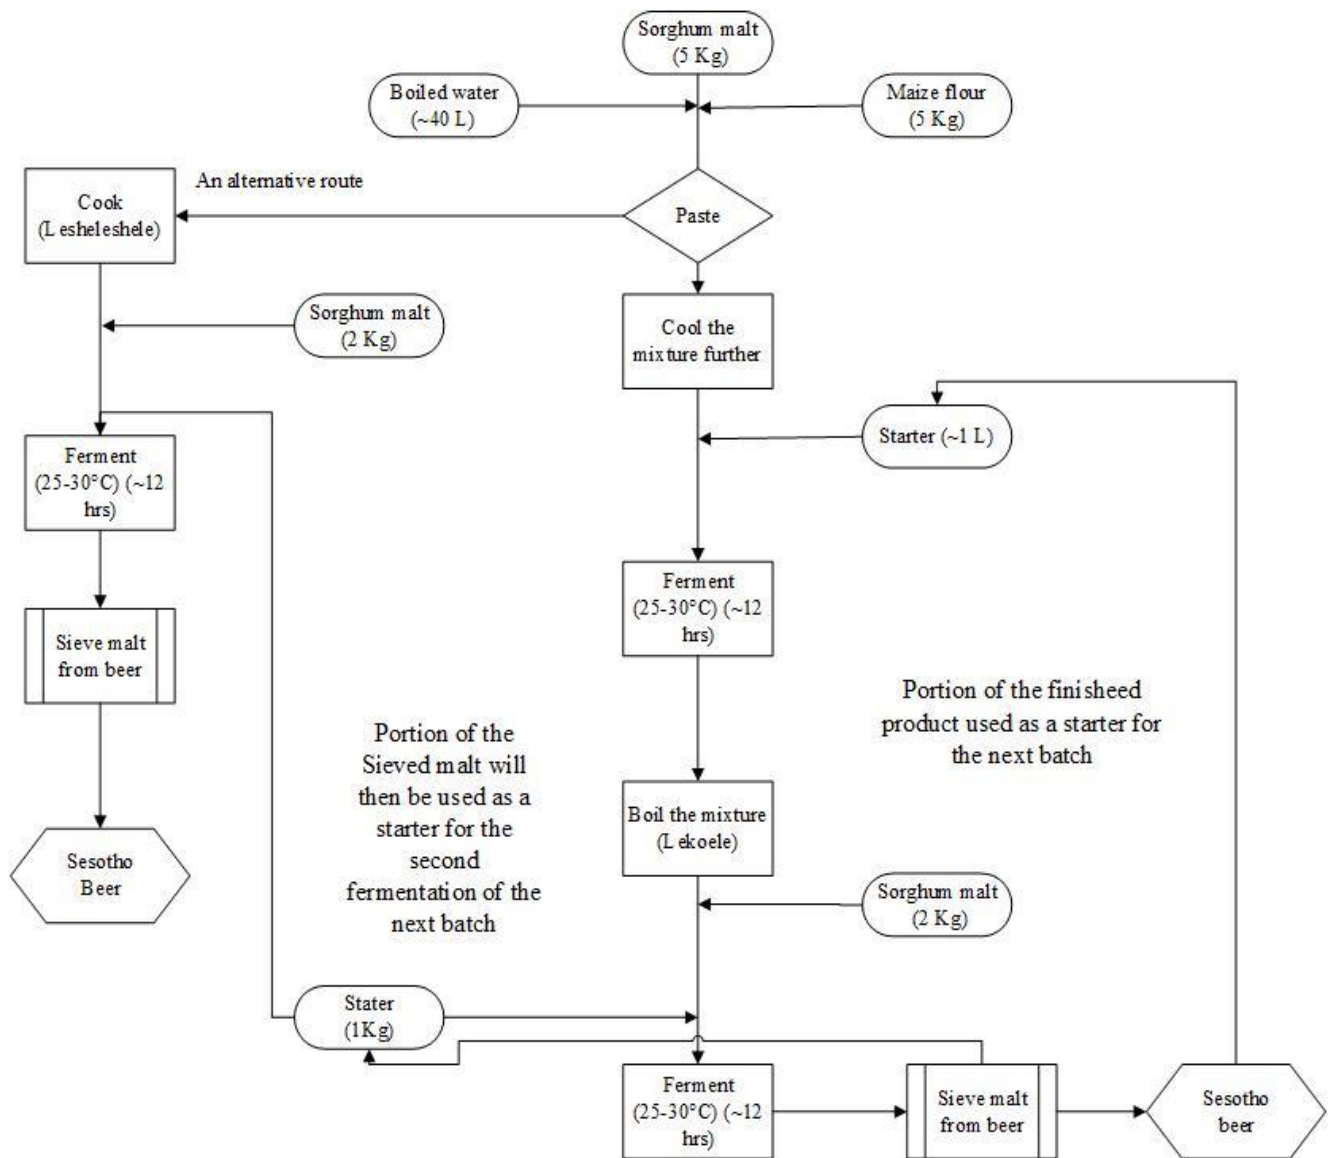 Sorghum malt
(5 Kg)
Boiled water
(~40 L)
Maize flour
(5 Kg)
An alternative route
Cook
(Lesheleshele)
Paste
Sorghum malt
(2 Kg)
Cool the
mixture further
Starter (~1 L)
Ferment
(25-30°C) (~12
hrs)
Ferment
(25-30°C) (~12
hrs)
Sieve malt
from beer
Portion of the finisheed
product used as a starter for
the next batch
Portion of the
Sieved malt will
then be used as a
starter for the
second
fermentation of the
next batch
Boil the mixture
(Lekoele)
Sesotho
Beer
Sorghum malt
(2 Kg)
Stater
(1Kg)
Ferment
(25-30°C) (~12
hrs)
Sieve malt
from beer
Sesotho
beer